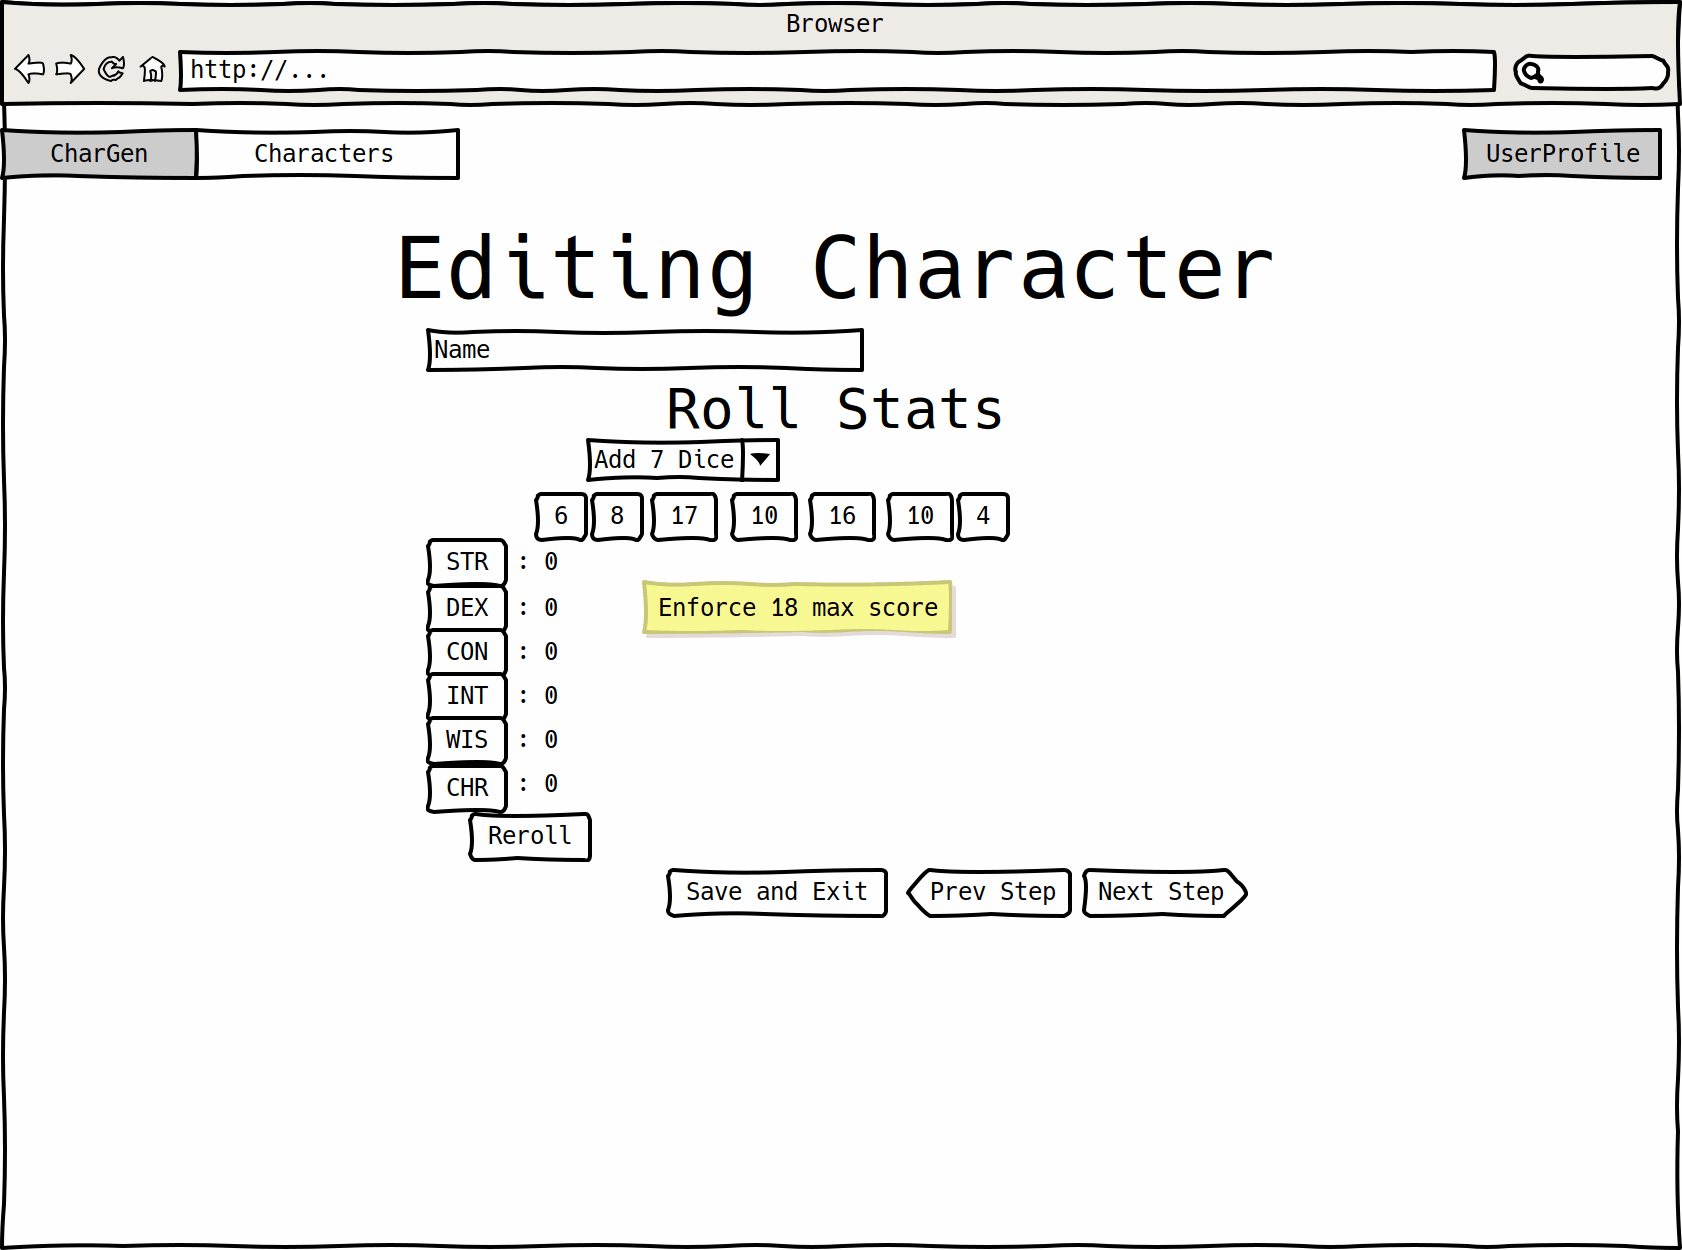 Browser
http://...
CharGen Characters UserProfile
Editing Character
Name
Roll Stats
Add 7 Dice
6 8 17 10 16 10 4
STR : 0
DEX : 0
Enforce 18 max score
CON : 0
INT : 0
WIS : 0
CHR : 0
Reroll
Save and Exit Prev Step Next Step